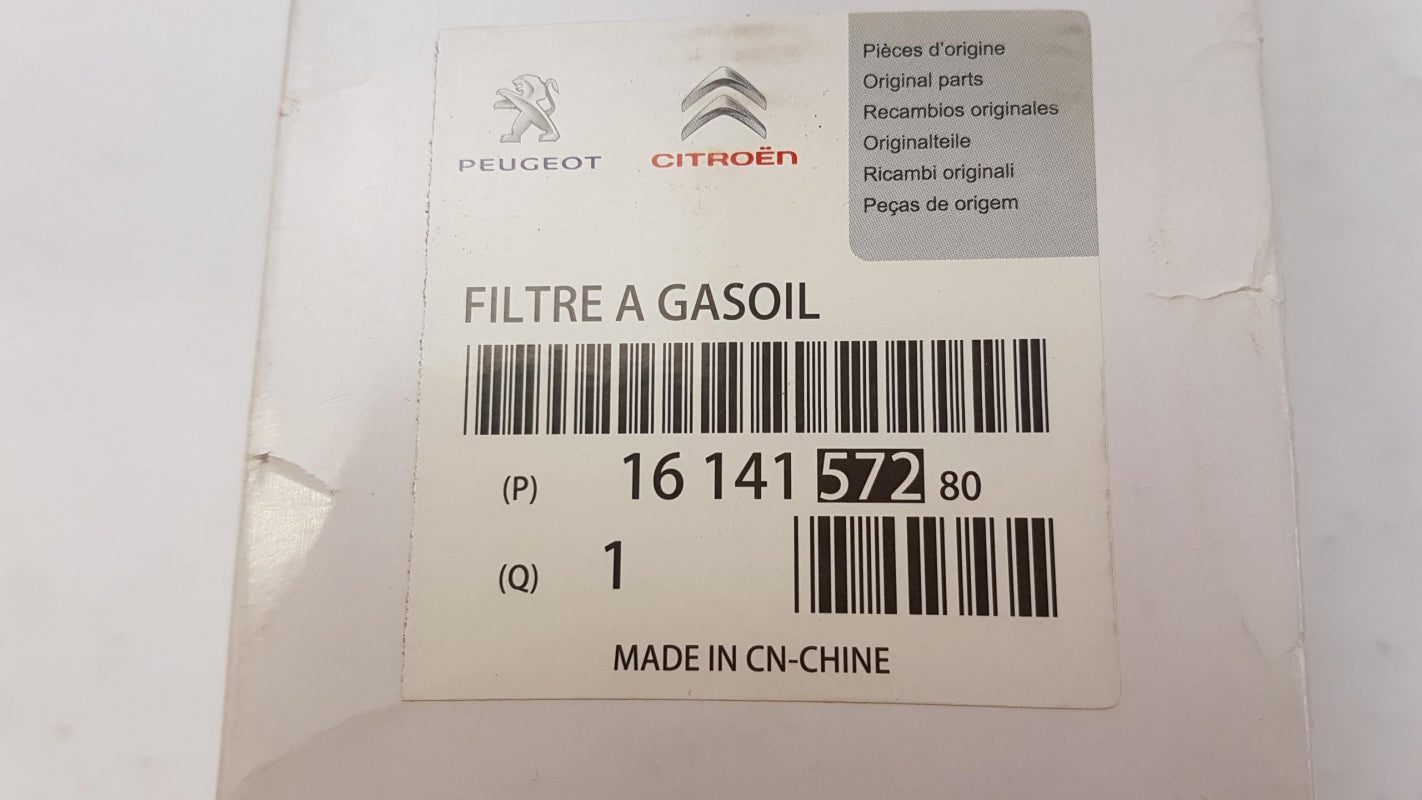 PEUGEOT
CITROËN
Pièces d'origine
Original parts
Recambios originales
Originalteile
Ricambi originali
Peças de origem
FILTRE A GASOIL
(P) 16 141 572 80
(Q) 1
MADE IN CN-CHINE